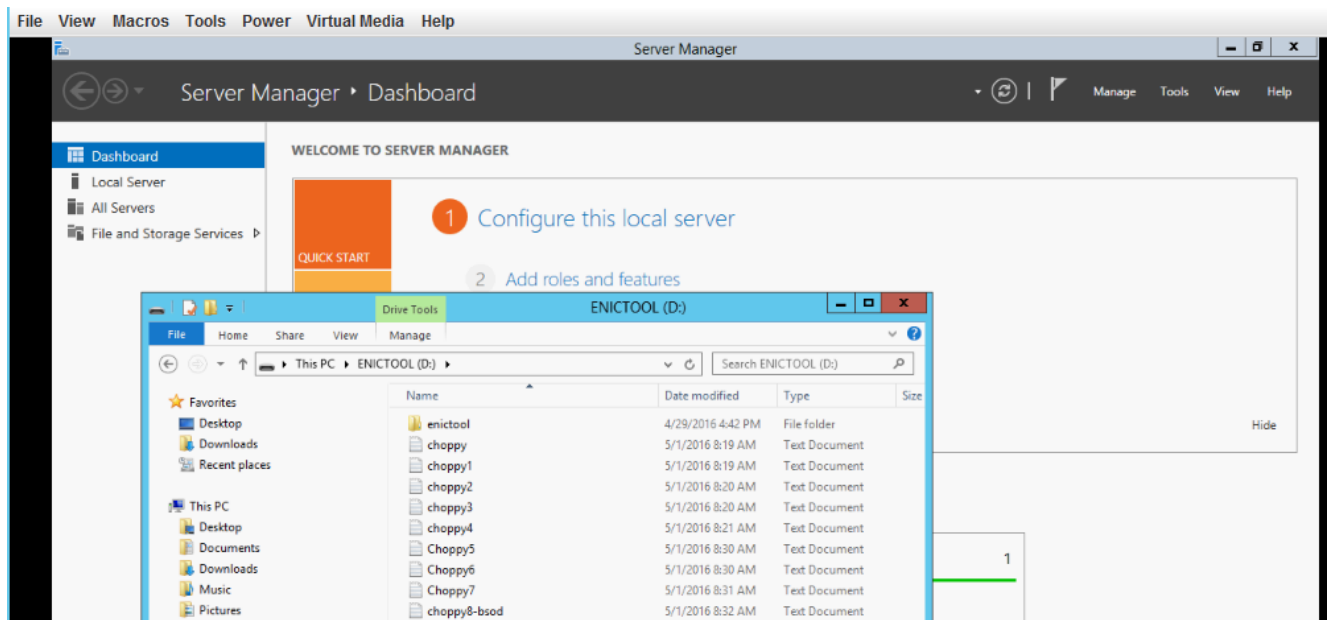 File View Macros Tools Power Virtual Media Help
Server Manager
Server Manager • Dashboard
Manage Tools View Help
Dashboard
Local Server
All Servers
File and Storage Services
WELCOME TO SERVER MANAGER
QUICK START
1 Configure this local server
2 Add roles and features
Hide
1
Drive Tools ENICTOOL (D:)
File Home Share View Manage
This PC ENICTOOL (D:)
Search ENICTOOL (D:)
Favorites
Desktop
Downloads
Recent places
This PC
Desktop
Documents
Downloads
Music
Pictures
Name Date modified Type Size
enictool 4/29/2016 4:42 PM File folder
choppy 5/1/2016 8:19 AM Text Document
choppy1 5/1/2016 8:19 AM Text Document
choppy2 5/1/2016 8:20 AM Text Document
choppy3 5/1/2016 8:20 AM Text Document
choppy4 5/1/2016 8:21 AM Text Document
Choppy5 5/1/2016 8:30 AM Text Document
Choppy6 5/1/2016 8:30 AM Text Document
Choppy7 5/1/2016 8:31 AM Text Document
choppy8-bsod 5/1/2016 8:32 AM Text Document